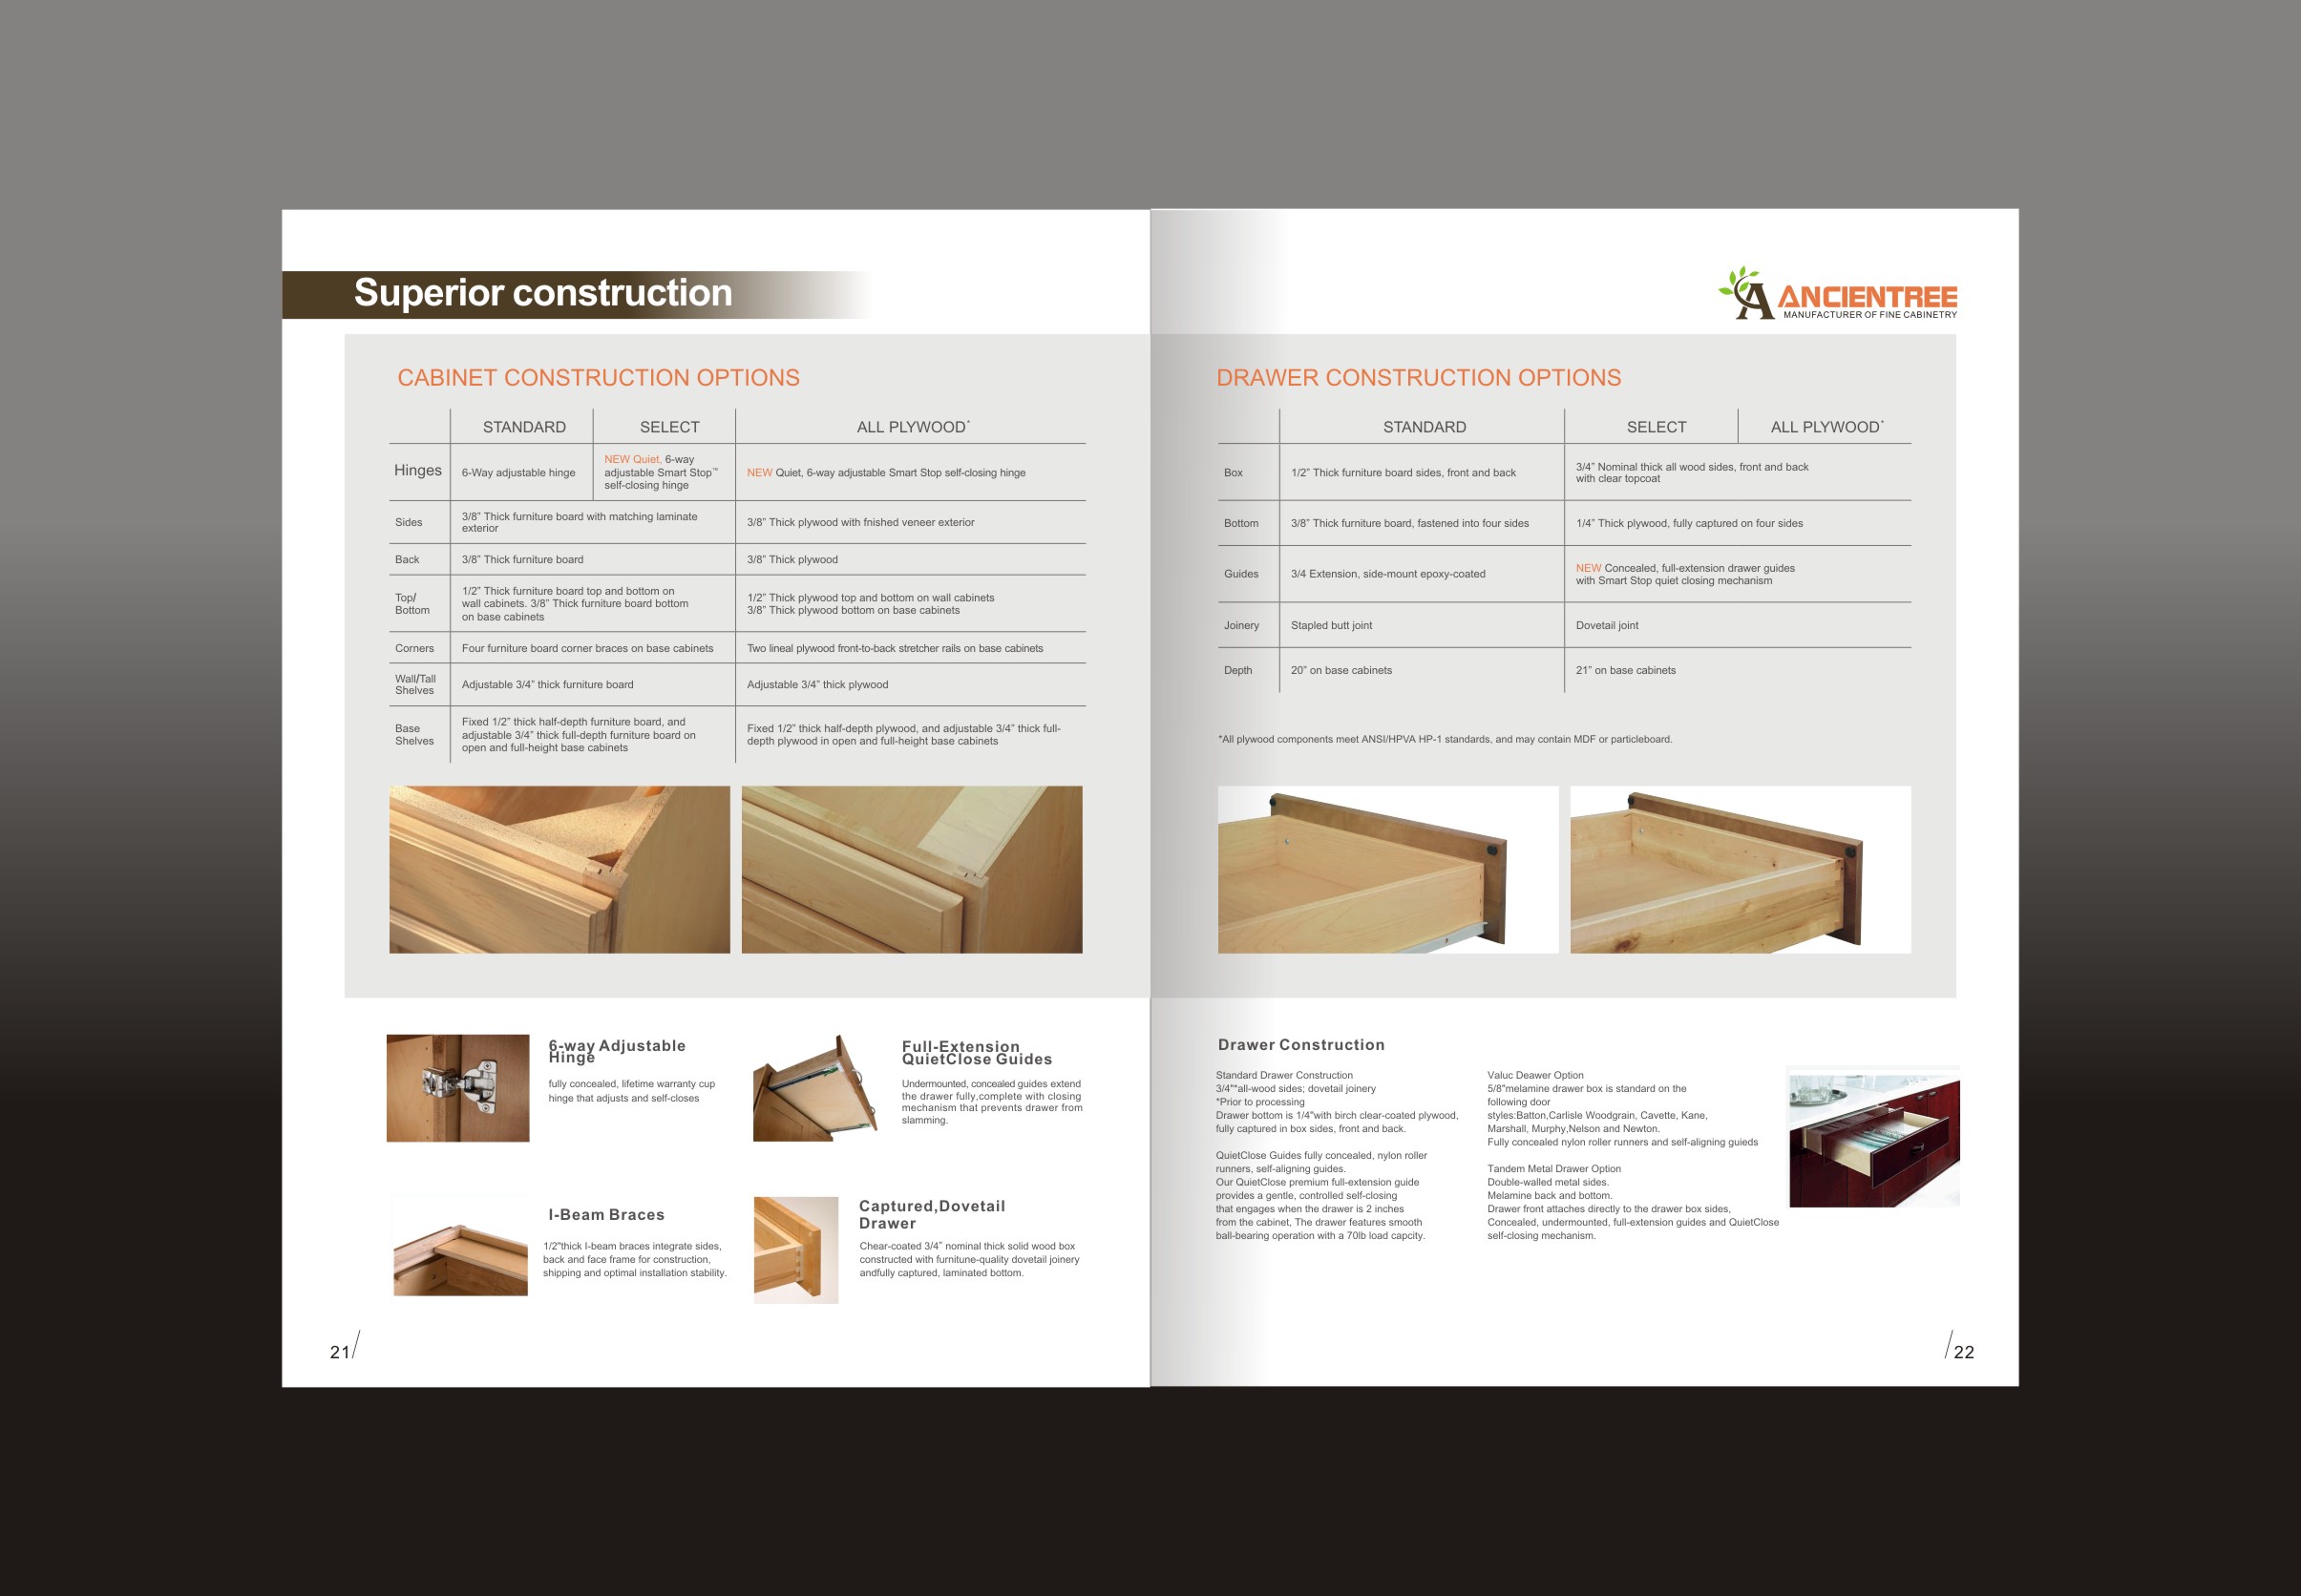 Superior construction
ANCIENTREE
MANUFACTURER OF FINE CABINETRY
CABINET CONSTRUCTION OPTIONS
STANDARD SELECT ALL PLYWOOD*
Hinges
6-Way adjustable hinge
NEW Quiet, 6-way
adjustable Smart Stop™
self-closing hinge
NEW Quiet, 6-way adjustable Smart Stop self-closing hinge
Sides
3/8” Thick furniture board with matching laminate
exterior
3/8” Thick plywood with fnished veneer exterior
Back
3/8” Thick furniture board
3/8” Thick plywood
Top/
Bottom
1/2” Thick furniture board top and bottom on
wall cabinets. 3/8” Thick furniture board bottom
on base cabinets
1/2” Thick plywood top and bottom on wall cabinets
3/8” Thick plywood bottom on base cabinets
Corners
Four furniture board corner braces on base cabinets
Two lineal plywood front-to-back stretcher rails on base cabinets
Wall/Tall
Shelves
Adjustable 3/4” thick furniture board
Adjustable 3/4” thick plywood
Base
Shelves
Fixed 1/2” thick half-depth furniture board, and
adjustable 3/4” thick full-depth furniture board on
open and full-height base cabinets
Fixed 1/2” thick half-depth plywood, and adjustable 3/4” thick full-
depth plywood in open and full-height base cabinets
6-way Adjustable
Hinge
fully concealed, lifetime warranty cup
hinge that adjusts and self-closes
Full-Extension
QuietClose Guides
Undermounted, concealed guides extend
the drawer fully,complete with closing
mechanism that prevents drawer from
slamming.
I-Beam Braces
1/2"thick I-beam braces integrate sides,
back and face frame for construction,
shipping and optimal installation stability.
Captured,Dovetail
Drawer
Chear-coated 3/4” nominal thick solid wood box
constructed with furnitune-quality dovetail joinery
andfully captured, laminated bottom.
21/
DRAWER CONSTRUCTION OPTIONS
STANDARD SELECT ALL PLYWOOD*
Box
1/2” Thick furniture board sides, front and back
3/4” Nominal thick all wood sides, front and back
with clear topcoat
Bottom
3/8” Thick furniture board, fastened into four sides
1/4” Thick plywood, fully captured on four sides
Guides
3/4 Extension, side-mount epoxy-coated
NEW Concealed, full-extension drawer guides
with Smart Stop quiet closing mechanism
Joinery
Stapled butt joint
Dovetail joint
Depth
20” on base cabinets
21” on base cabinets
*All plywood components meet ANSI/HPVA HP-1 standards, and may contain MDF or particleboard.
Drawer Construction
Standard Drawer Construction
3/4"*all-wood sides; dovetail joinery
*Prior to processing
Drawer bottom is 1/4"with birch clear-coated plywood,
fully captured in box sides, front and back.
QuietClose Guides fully concealed, nylon roller
runners, self-aligning guides.
Our QuietClose premium full-extension guide
provides a gentle, controlled self-closing
that engages when the drawer is 2 inches
from the cabinet, The drawer features smooth
ball-bearing operation with a 70lb load capcity.
Valuc Deawer Option
5/8"melamine drawer box is standard on the
following door
styles:Batton,Carlisle Woodgrain, Cavette, Kane,
Marshall, Murphy,Nelson and Newton.
Fully concealed nylon roller runners and self-aligning guieds
Tandem Metal Drawer Option
Double-walled metal sides.
Melamine back and bottom.
Drawer front attaches directly to the drawer box sides,
Concealed, undermounted, full-extension guides and QuietClose
self-closing mechanism.
/22